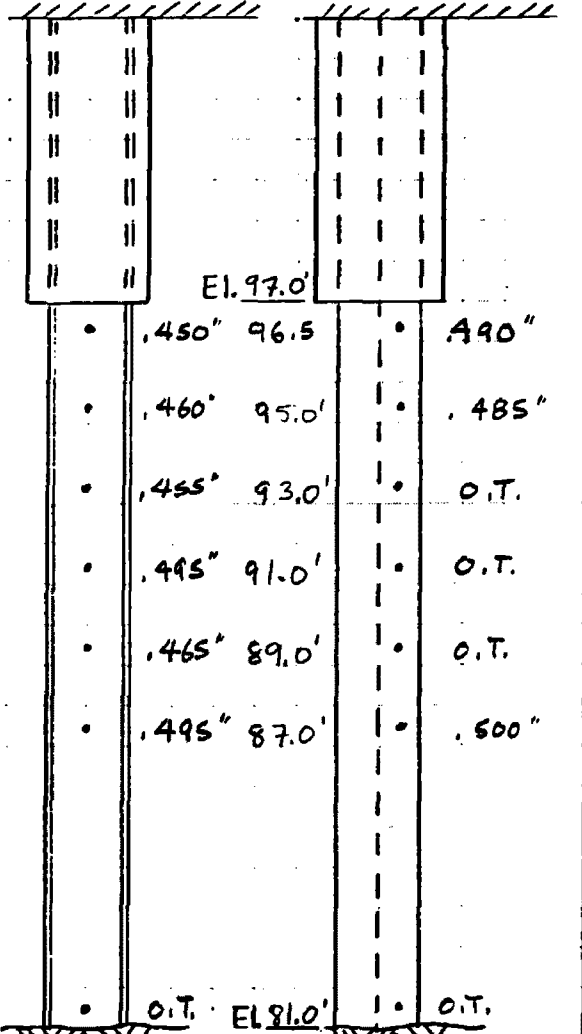 El. 97.0'
.450" 96.5 .490"
.460" 95.0' .485"
.455" 93.0' O.T.
.495" 91.0' O.T.
.465" 89.0' O.T.
.495" 87.0' .500"
O.T. El. 81.0' O.T.